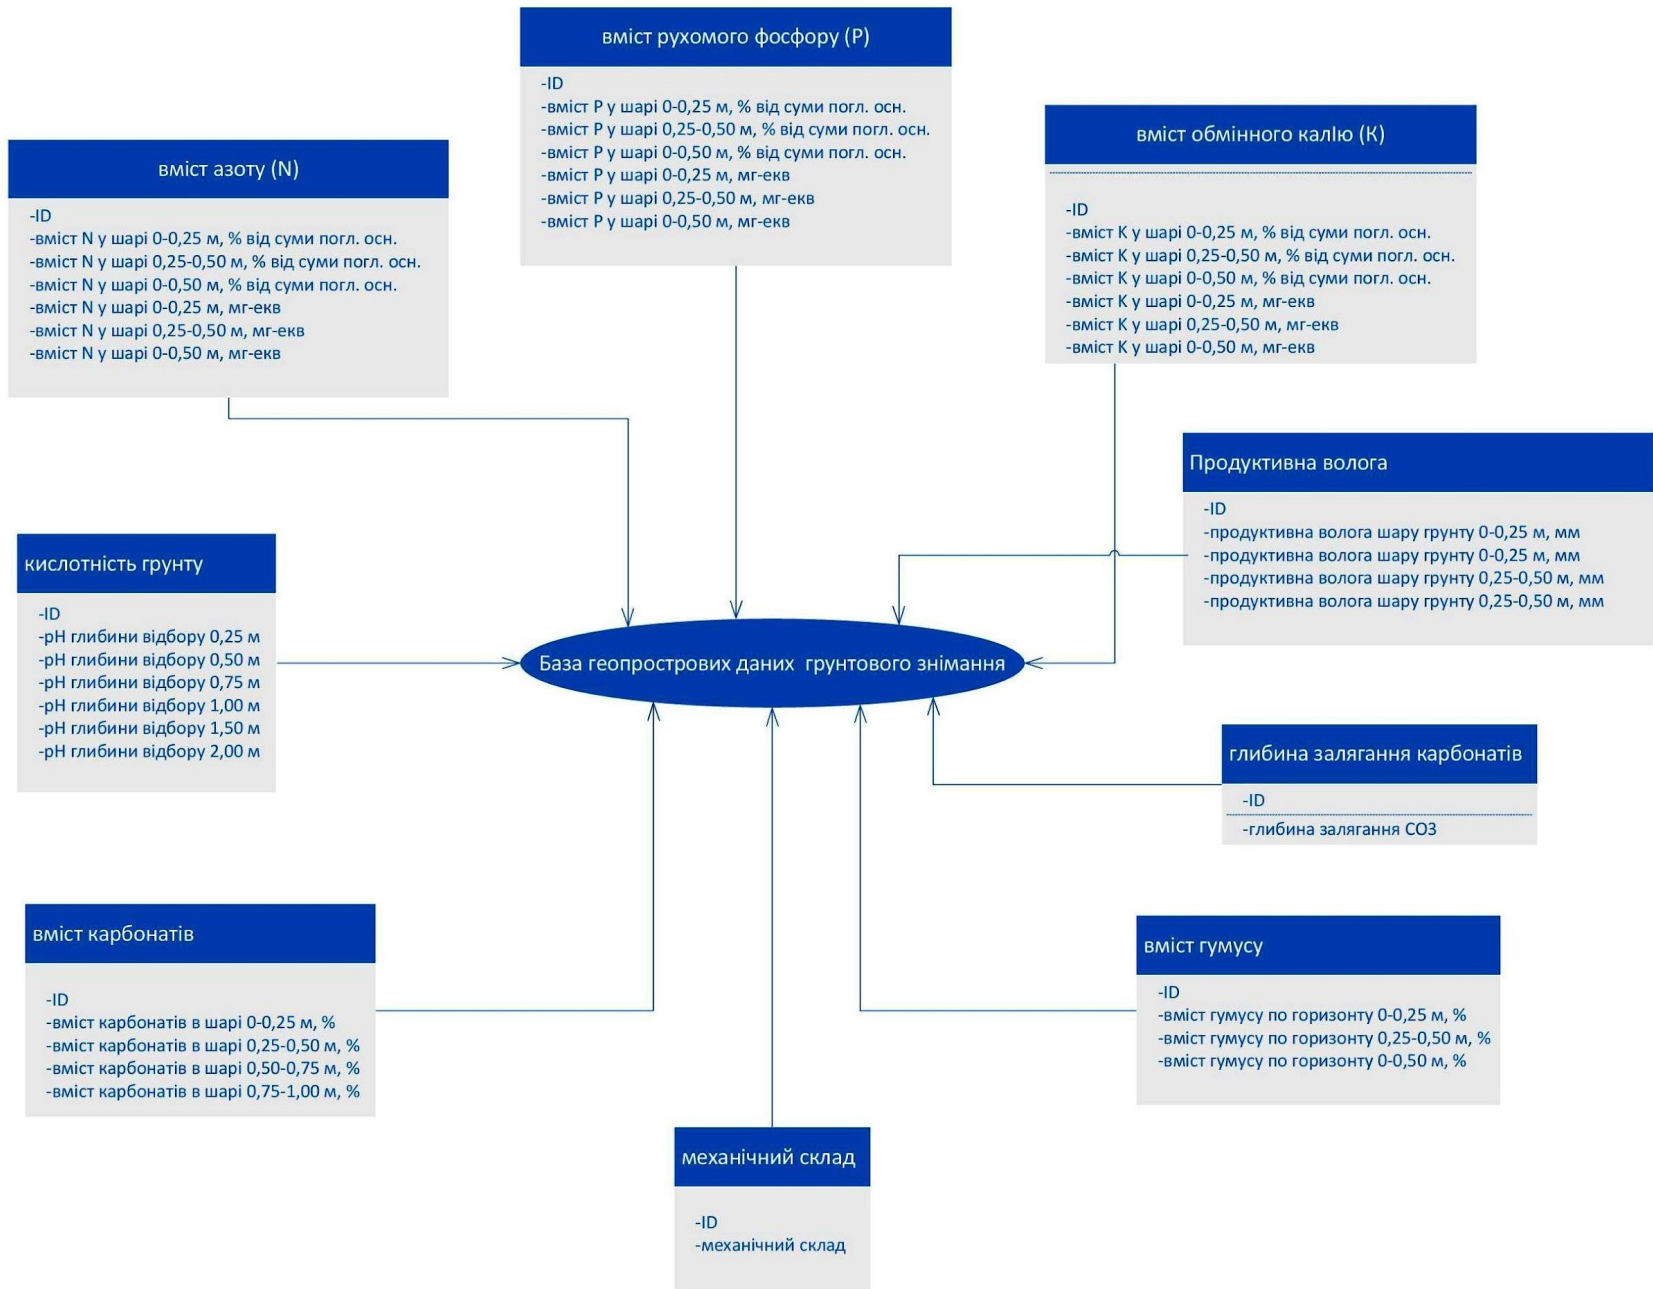 вміст рухомого фосфору (Р)
-ID
-вміст Р у шарі 0-0,25 м, % від суми погл. осн.
-вміст Р у шарі 0,25-0,50 м, % від суми погл. осн.
-вміст Р у шарі 0-0,50 м, % від суми погл. осн.
-вміст Р у шарі 0-0,25 м, мг-екв
-вміст Р у шарі 0,25-0,50 м, мг-екв
-вміст Р у шарі 0-0,50 м, мг-екв
вміст обмінного калІю (К)
-ID
-вміст К у шарі 0-0,25 м, % від суми погл. осн.
-вміст К у шарі 0,25-0,50 м, % від суми погл. осн.
-вміст К у шарі 0-0,50 м, % від суми погл. осн.
-вміст К у шарі 0-0,25 м, мг-екв
-вміст К у шарі 0,25-0,50 м, мг-екв
-вміст К у шарі 0-0,50 м, мг-екв
вміст азоту (N)
-ID
-вміст N у шарі 0-0,25 м, % від суми погл. осн.
-вміст N у шарі 0,25-0,50 м, % від суми погл. осн.
-вміст N у шарі 0-0,50 м, % від суми погл. осн.
-вміст N у шарі 0-0,25 м, мг-екв
-вміст N у шарі 0,25-0,50 м, мг-екв
-вміст N у шарі 0-0,50 м, мг-екв
Продуктивна волога
-ID
-продуктивна волога шару грунту 0-0,25 м, мм
-продуктивна волога шару грунту 0-0,25 м, мм
-продуктивна волога шару грунту 0,25-0,50 м, мм
-продуктивна волога шару грунту 0,25-0,50 м, мм
кислотність грунту
-ID
-рН глибини відбору 0,25 м
-рН глибини відбору 0,50 м
-рН глибини відбору 0,75 м
-рН глибини відбору 1,00 м
-рН глибини відбору 1,50 м
-рН глибини відбору 2,00 м
База геопрострових даних грунтового знімання
глибина залягання карбонатів
-ID
-глибина залягання СО3
вміст карбонатів
-ID
-вміст карбонатів в шарі 0-0,25 м, %
-вміст карбонатів в шарі 0,25-0,50 м, %
-вміст карбонатів в шарі 0,50-0,75 м, %
-вміст карбонатів в шарі 0,75-1,00 м, %
вміст гумусу
-ID
-вміст гумусу по горизонту 0-0,25 м, %
-вміст гумусу по горизонту 0,25-0,50 м, %
-вміст гумусу по горизонту 0-0,50 м, %
механічний склад
-ID
-механічний склад